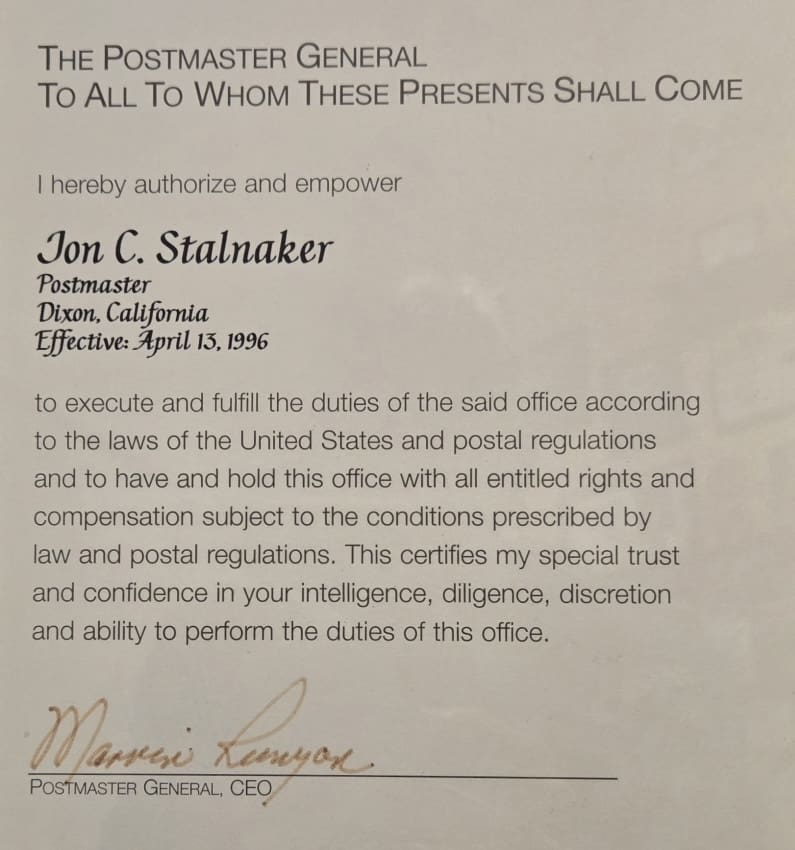 THE POSTMASTER GENERAL
TO ALL TO WHOM THESE PRESENTS SHALL COME
I hereby authorize and empower
Jon C. Stalnaker
Postmaster
Dixon, California
Effective: April 13, 1996
to execute and fulfill the duties of the said office according
to the laws of the United States and postal regulations
and to have and hold this office with all entitled rights and
compensation subject to the conditions prescribed by
law and postal regulations. This certifies my special trust
and confidence in your intelligence, diligence, discretion
and ability to perform the duties of this office.
Marvin Runyon
POSTMASTER GENERAL, CEO